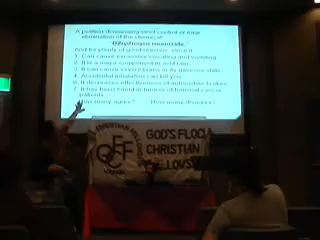 A petition demanding strict control or total
elimination of the chemical
"Dihydrogen monoxide."
And for plenty of good reasons, since it
1. Can cause excessive sweating and vomiting
2. It is a major component in acid rain.
3. It can cause severe burns in its gaseous state.
4. Accidental inhalation can kill you.
6. It decreases effectiveness of automobile brakes.
7. It has been found in tumors of terminal cancer
patients.
How many agree? How many disagree?
CHRISTIAN
GOD'S FLOCK
CHRISTIAN